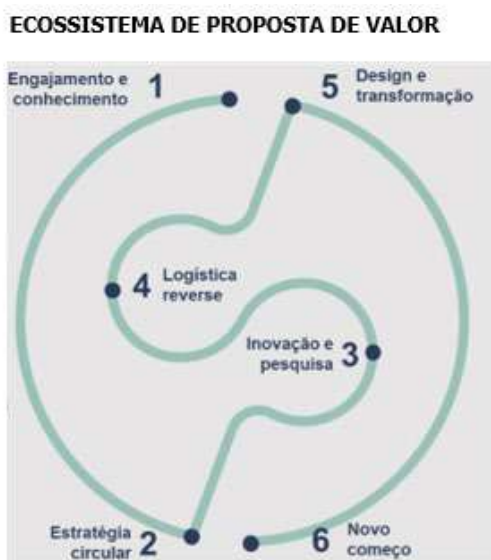 ECOSSISTEMA DE PROPOSTA DE VALOR
Engajamento e
conhecimento
1
5
Design e
transformação
4
Logística
reverse
Inovação e
pesquisa
3
Estratégia
circular
2
6
Novo
começo